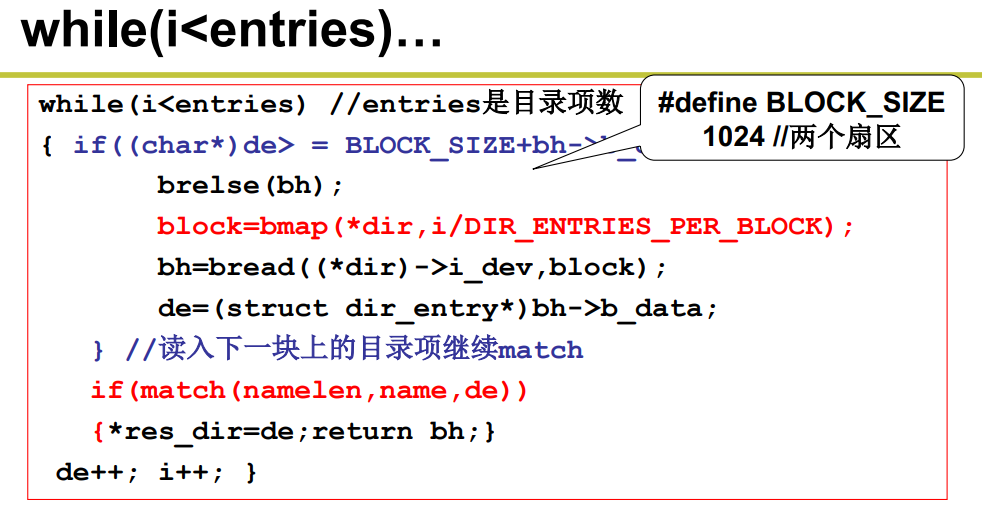 while(i<entries)…
while(i<entries) //entries是目录项数
#define BLOCK_SIZE
1024 //两个扇区
{ if((char*)de> = BLOCK_SIZE+bh->
brelse(bh);
block=bmap(*dir,i/DIR_ENTRIES_PER_BLOCK);
bh=bread((*dir)->i_dev,block);
de=(struct dir_entry*)bh->b_data;
} //读入下一块上的目录项继续match
if(match(namelen,name,de))
{*res_dir=de;return bh;}
de++; i++; }